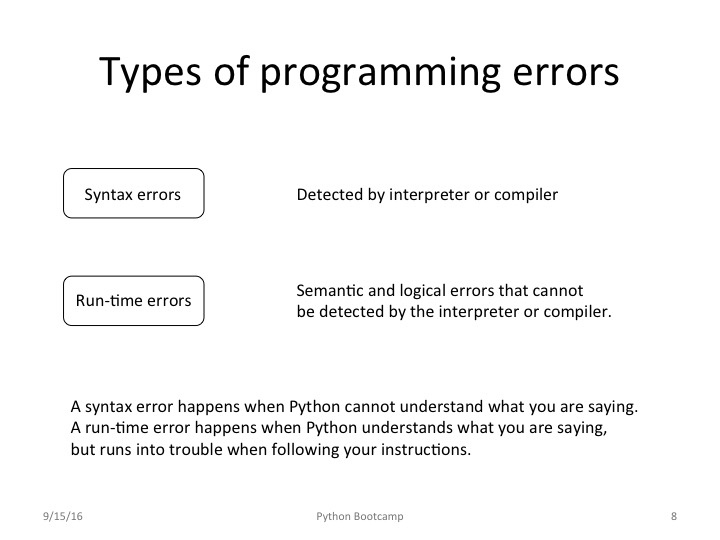 Types of programming errors
Syntax errors
Detected by interpreter or compiler
Run-time errors
Semantic and logical errors that cannot
be detected by the interpreter or compiler.
A syntax error happens when Python cannot understand what you are saying.
A run-time error happens when Python understands what you are saying,
but runs into trouble when following your instructions.
9/15/16
Python Bootcamp
8